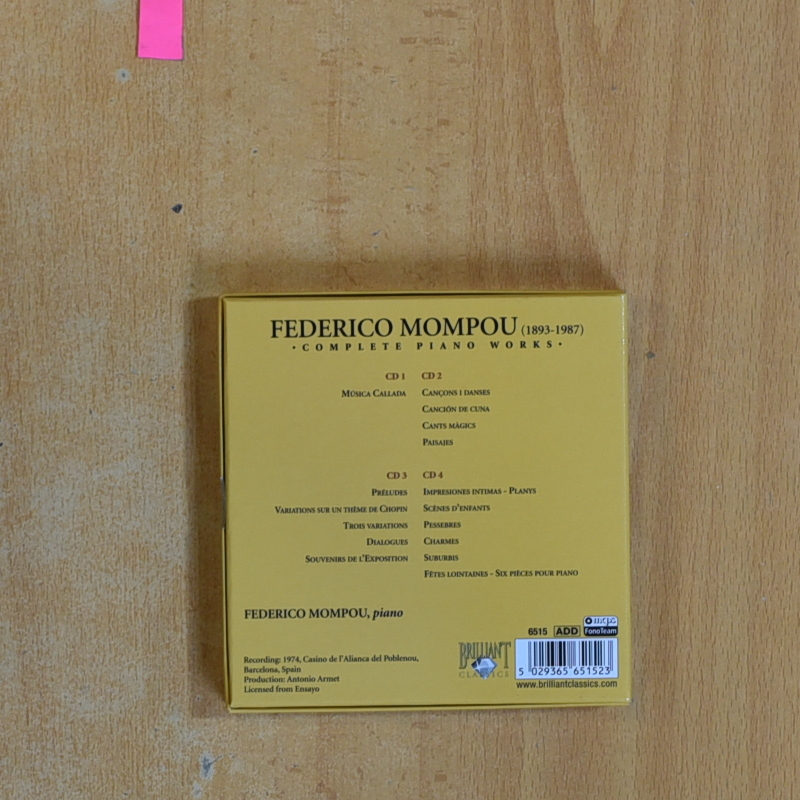 FEDERICO MOMPOU (1893-1987)
·COMPLETE PIANO WORKS·
CD 1
MÚSICA CALLADA
CD 2
CANÇONS I DANSES
CANCIÓN DE CUNA
CANTS MÀGICS
PAISAJES
CD 3
PRÉLUDES
VARIATIONS SUR UN THÈME DE CHOPIN
TROIS VARIATIONS
DIALOGUES
SOUVENIRS DE L'EXPOSITION
CD 4
IMPRESIONES INTIMAS - PLANYS
SCÈNES D'ENFANTS
PESSEBRES
CHARMES
SUBURBIS
FÊTES LOINTAINES - SIX PIÈCES POUR PIANO
FEDERICO MOMPOU, piano
Recording: 1974, Casino de l'Alianca del Poblenou,
Barcelona, Spain
Production: Antonio Armet
Licensed from Ensayo
BRILLIANT
CLASSICS
6515 ADD
mcps
FonoTeam
5 029365 651523
www.brilliantclassics.com